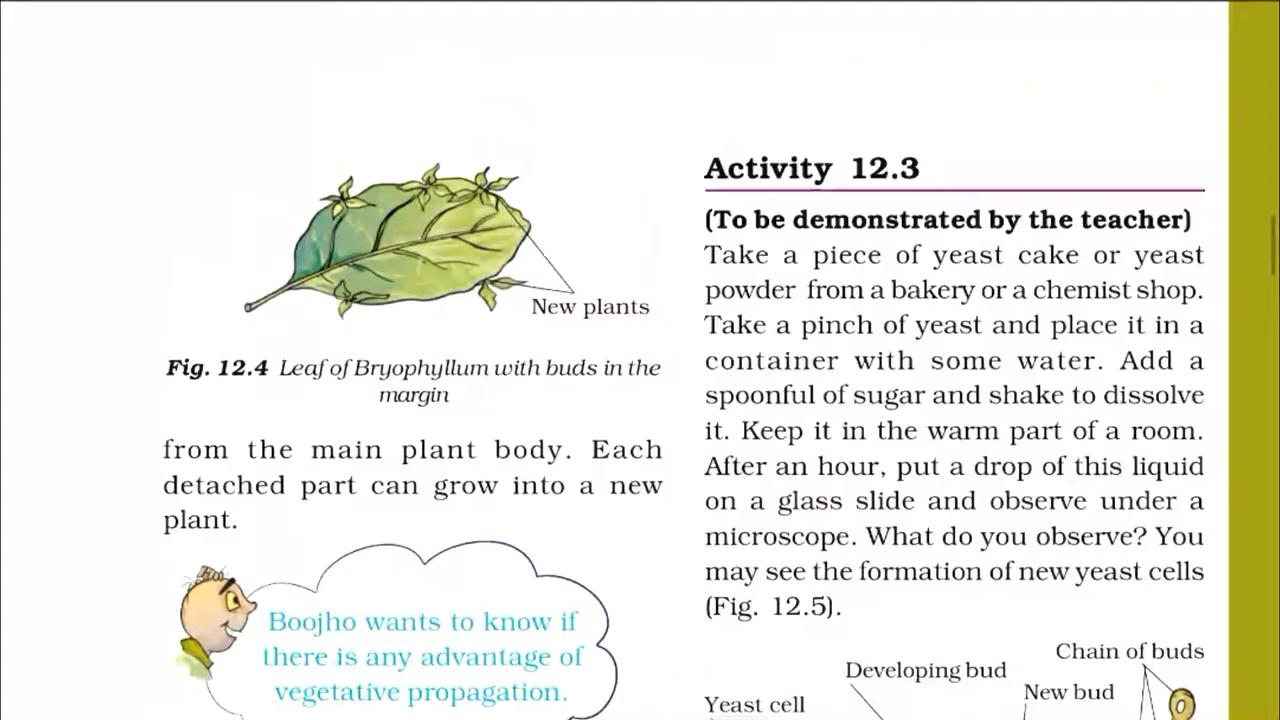 New plants
Fig. 12.4 Leaf of Bryophyllum with buds in the
margin
from the main plant body. Each
detached part can grow into a new
plant.
Boojho wants to know if
there is any advantage of
vegetative propagation.
Activity 12.3
(To be demonstrated by the teacher)
Take a piece of yeast cake or yeast
powder from a bakery or a chemist shop.
Take a pinch of yeast and place it in a
container with some water. Add a
spoonful of sugar and shake to dissolve
it. Keep it in the warm part of a room.
After an hour, put a drop of this liquid
on a glass slide and observe under a
microscope. What do you observe? You
may see the formation of new yeast cells
(Fig. 12.5).
Chain of buds
Developing bud
New bud
Yeast cell